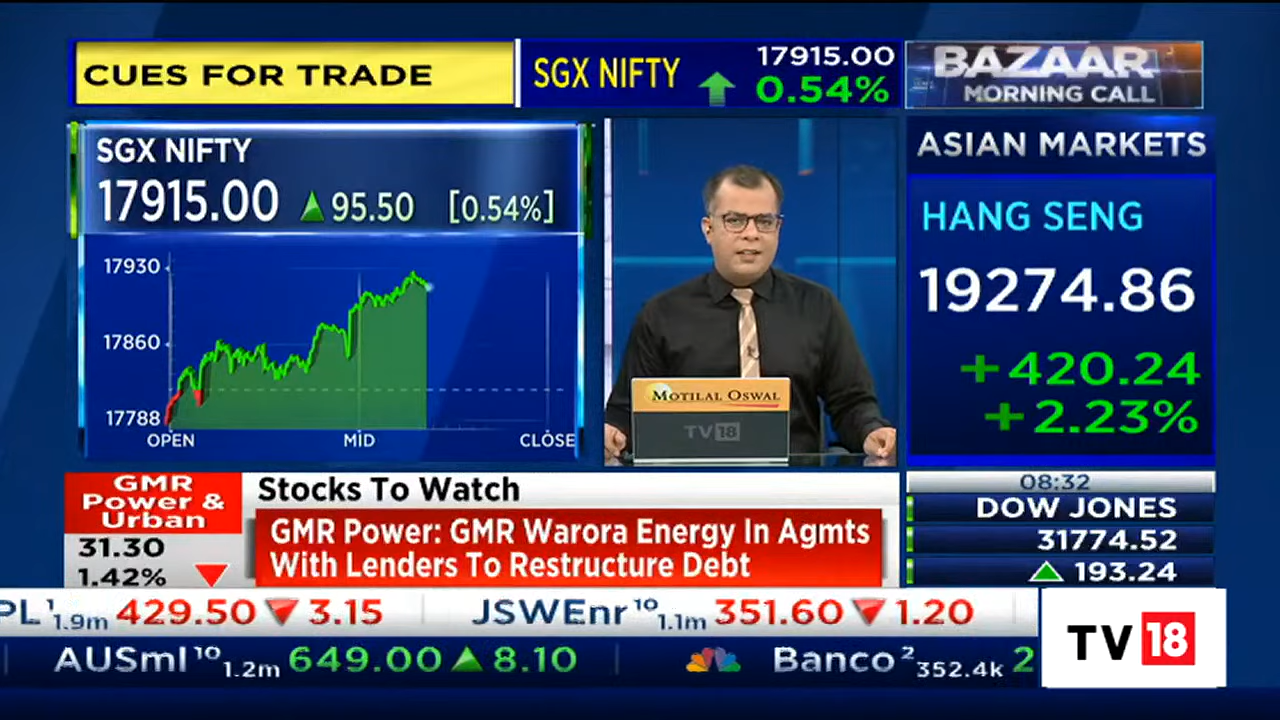 CUES FOR TRADE
SGX NIFTY
17915.00
0.54%
BAZAAR
MORNING CALL
SGX NIFTY
17915.00 95.50 [0.54%]
17930
17860
17788
OPEN MID CLOSE
MOTILAL OSWAL
TV18
ASIAN MARKETS
HANG SENG
19274.86
+420.24
+2.23%
GMR
Power &
Urban
31.30
1.42%
Stocks To Watch
GMR Power: GMR Warora Energy In Agmts
With Lenders To Restructure Debt
08:32
DOW JONES
31774.52
193.24
PL 1.9m 429.50 3.15 JSWEnr 10 1.1m 351.60 1.20
AUSml 10 1.2m 649.00 8.10 Banco 2 352.4k 2
TV18